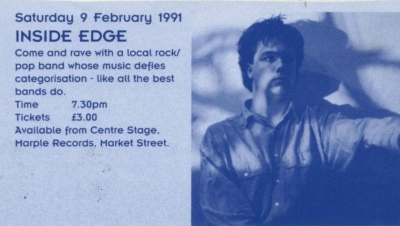 Saturday 9 February 1991
INSIDE EDGE
Come and rave with a local rock/
pop band whose music defies
categorisation - like all the best
bands do.
Time 7.30pm
Tickets £3.00
Available from Centre Stage,
Marple Records, Market Street.